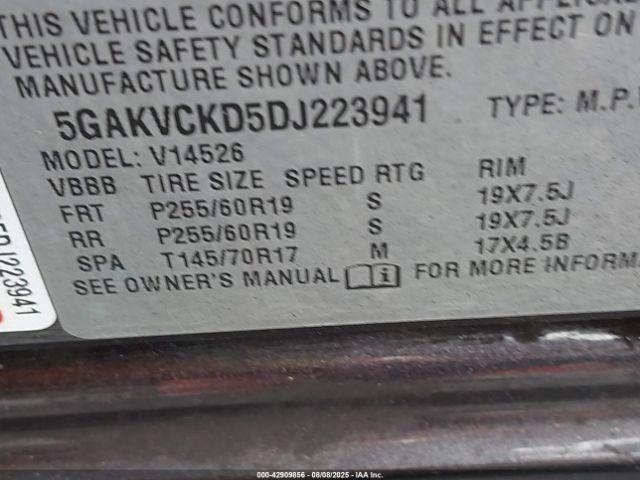 THIS VEHICLE CONFORMS TO ALL
VEHICLE SAFETY STANDARDS IN EFFECT ON
MANUFACTURE SHOWN ABOVE.
5GAKVCKD5DJ223941 TYPE: M.P.
MODEL: V14526
VBBB TIRE SIZE SPEED RTG RIM
FRT P255/60R19 S 19X7.5J
RR P255/60R19 S 19X7.5J
SPA T145/70R17 M 17X4.5B
SEE OWNER'S MANUAL FOR MORE INFORM
5DJ223941
000-42909856 - 08/08/2025 - IAA Inc.